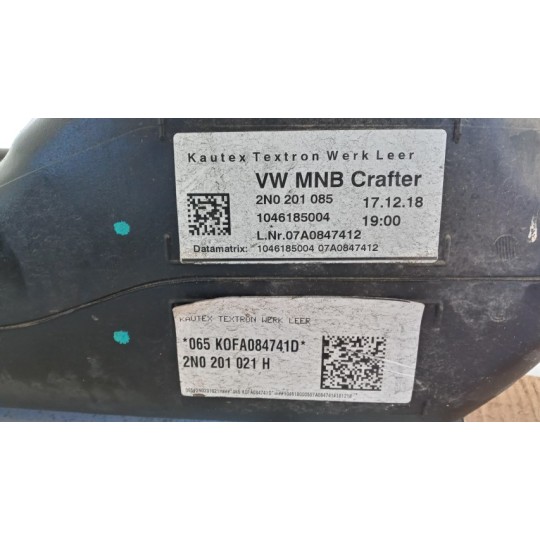 Kautex Textron Werk Leer
VW MNB Crafter
2N0 201 085 17.12.18
1046185004 19:00
L.Nr.07A0847412
Datamatrix: 1046185004 07A0847412
KAUTEX TEXTRON WERK LEER
*065 KOFA084741D*
2N0 201 021 H